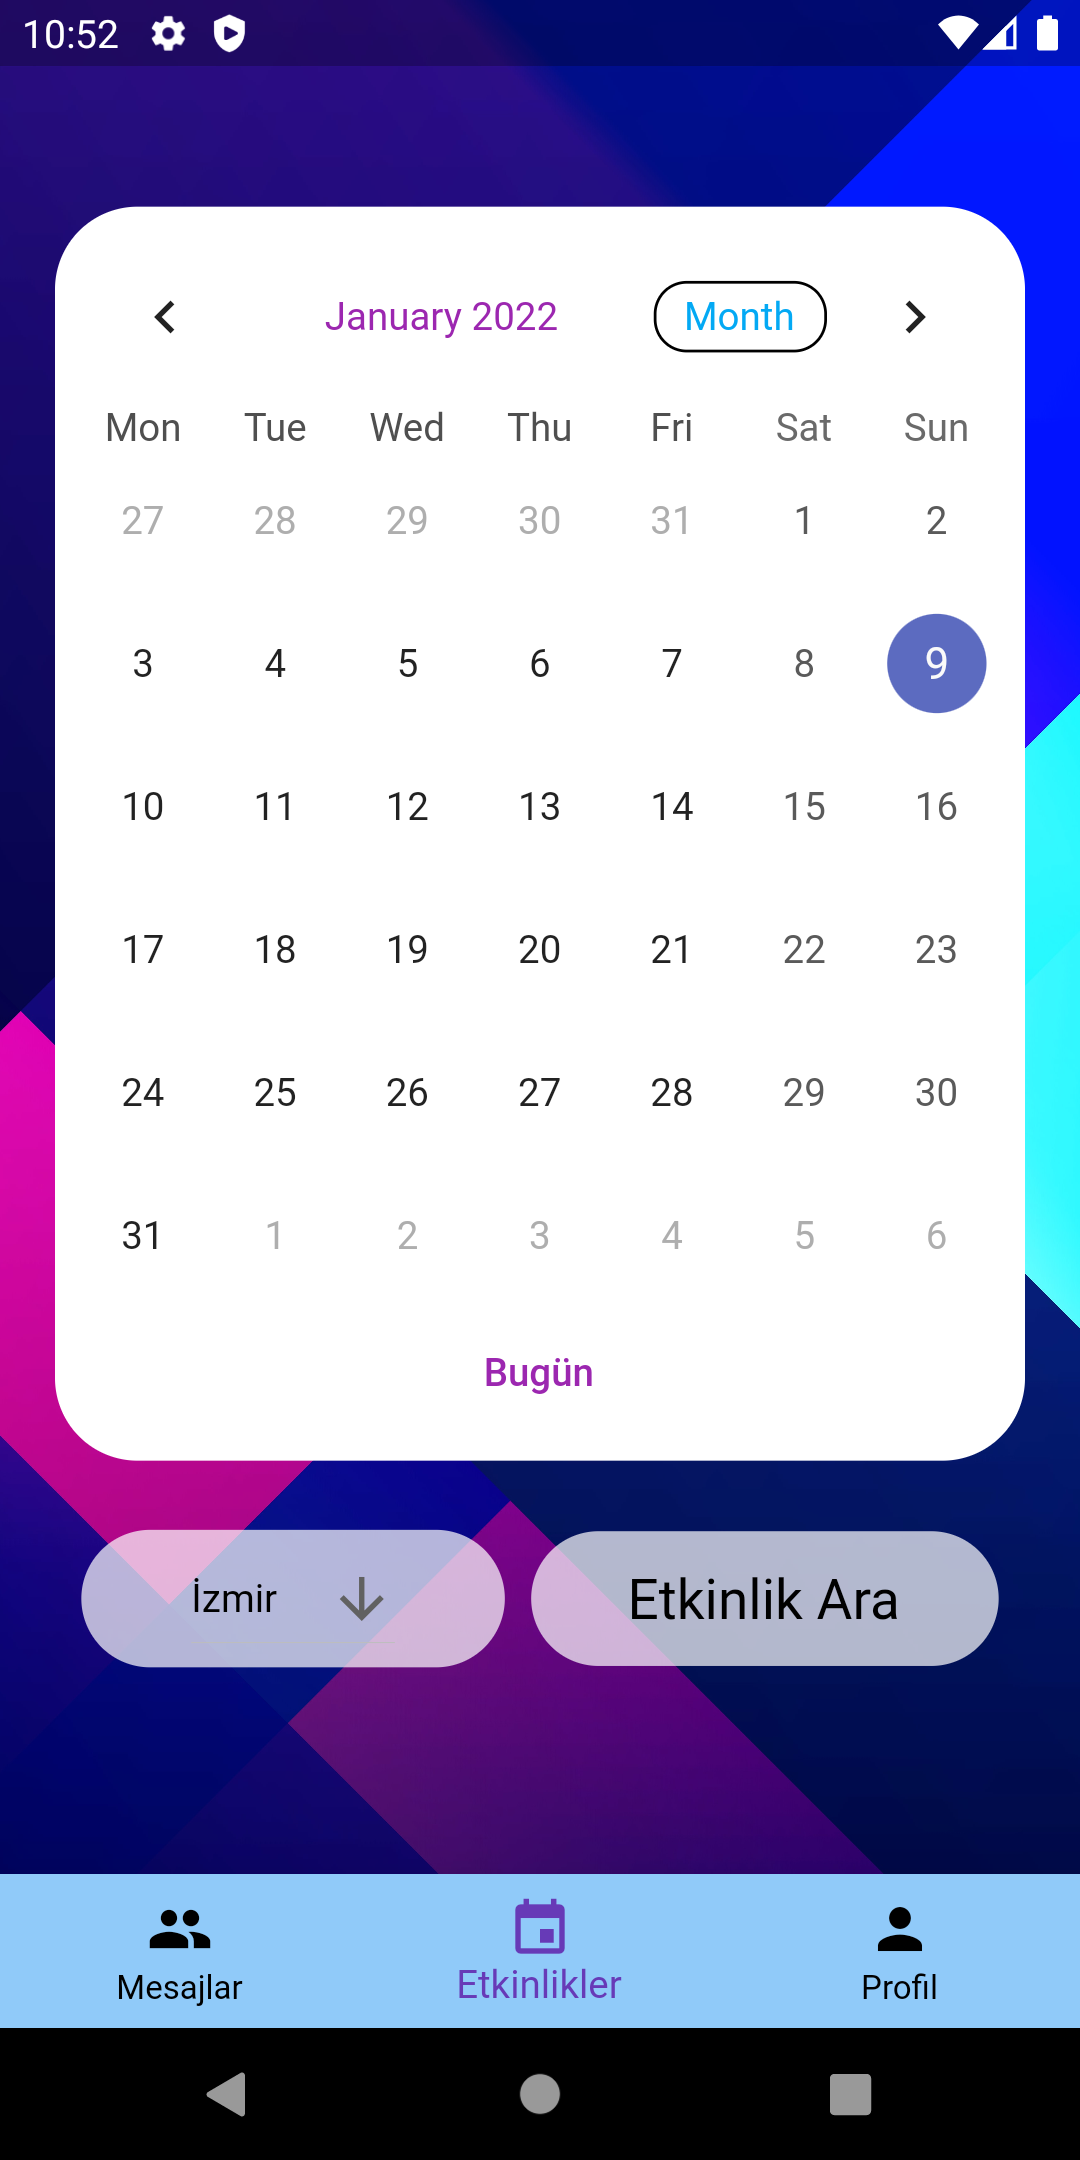 10:52
January 2022 Month
Mon Tue Wed Thu Fri Sat Sun
27 28 29 30 31 1 2
3 4 5 6 7 8 9
10 11 12 13 14 15 16
17 18 19 20 21 22 23
24 25 26 27 28 29 30
31 1 2 3 4 5 6
Bugün
İzmir Etkinlik Ara
Mesajlar Etkinlikler Profil